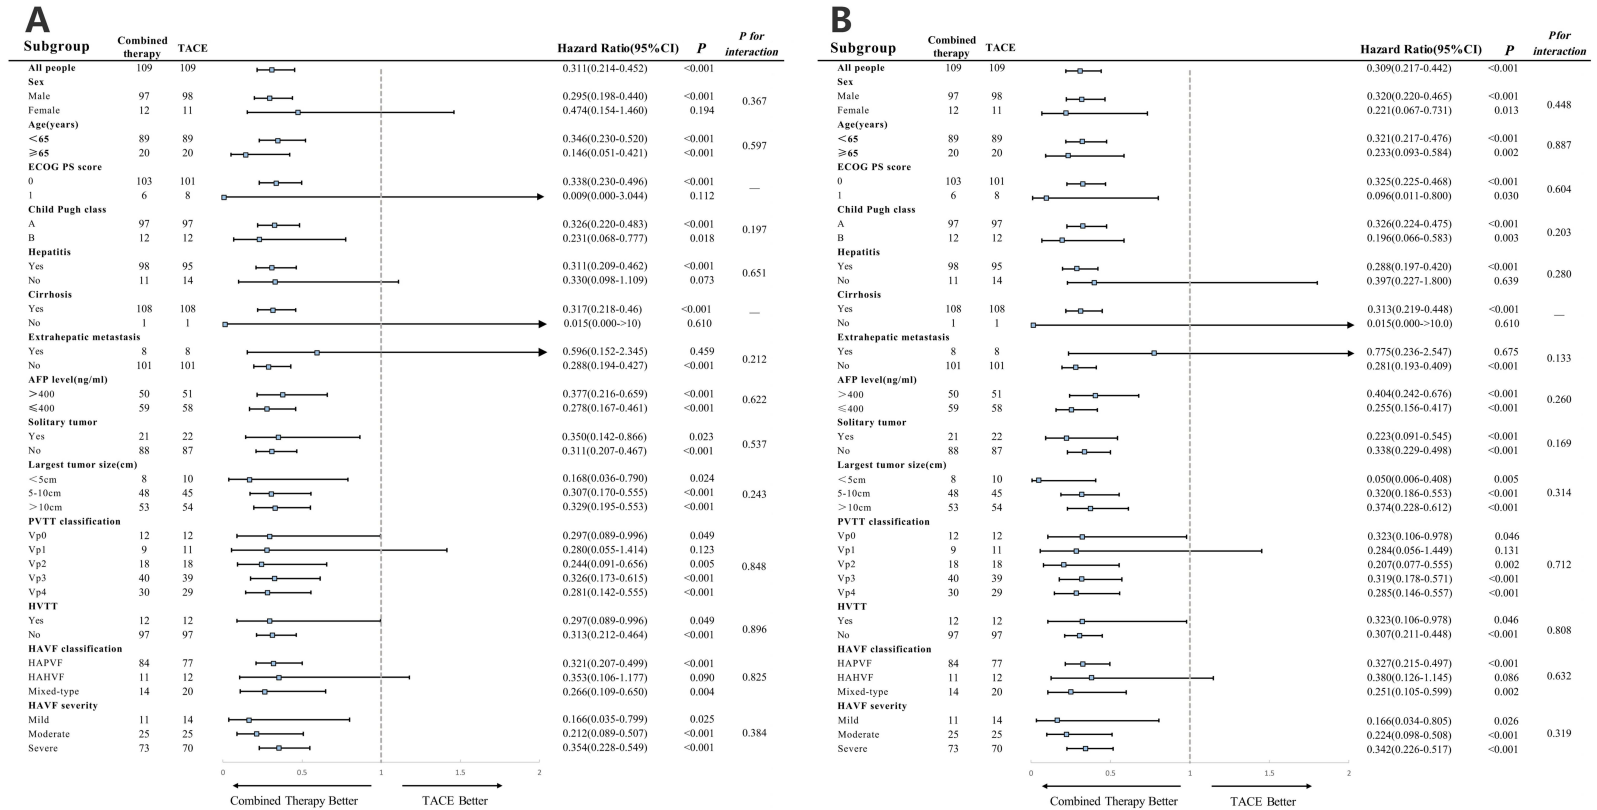 A
Subgroup Combined therapy TACE Hazard Ratio(95%CI) P P for interaction
All people 109 109 0.311(0.214-0.452) <0.001
Sex
Male 97 98 0.295(0.198-0.440) <0.001
0.367
Female 12 11 0.474(0.154-1.460) 0.194
Age(years)
<65 89 89 0.346(0.230-0.520) <0.001
0.597
≥65 20 20 0.146(0.051-0.421) <0.001
ECOG PS score
0 103 101 0.338(0.230-0.496) <0.001
—
1 6 8 0.009(0.000-3.044) 0.112
Child Pugh class
A 97 97 0.326(0.220-0.483) <0.001
0.197
B 12 12 0.231(0.068-0.777) 0.018
Hepatitis
Yes 98 95 0.311(0.209-0.462) <0.001
0.651
No 11 14 0.330(0.098-1.109) 0.073
Cirrhosis
Yes 108 108 0.317(0.218-0.46) <0.001
—
No 1 1 0.015(0.000->10) 0.610
Extrahepatic metastasis
Yes 8 8 0.596(0.152-2.345) 0.459
0.212
No 101 101 0.288(0.194-0.427) <0.001
AFP level(ng/ml)
>400 50 51 0.377(0.216-0.659) <0.001
0.622
≤400 59 58 0.278(0.167-0.461) <0.001
Solitary tumor
Yes 21 22 0.350(0.142-0.866) 0.023
0.537
No 88 87 0.311(0.207-0.467) <0.001
Largest tumor size(cm)
<5cm 8 10 0.168(0.036-0.790) 0.024
5-10cm 48 45 0.307(0.170-0.555) <0.001 0.243
>10cm 53 54 0.329(0.195-0.553) <0.001
PVTT classification
Vp0 12 12 0.297(0.089-0.996) 0.049
Vp1 9 11 0.280(0.055-1.414) 0.123
Vp2 18 18 0.244(0.091-0.656) 0.005 0.848
Vp3 40 39 0.326(0.173-0.615) <0.001
Vp4 30 29 0.281(0.142-0.555) <0.001
HVTT
Yes 12 12 0.297(0.089-0.996) 0.049
0.896
No 97 97 0.313(0.212-0.464) <0.001
HAVF classification
HAPVF 84 77 0.321(0.207-0.499) <0.001
HAHVF 11 12 0.353(0.106-1.177) 0.090 0.825
Mixed-type 14 20 0.266(0.109-0.650) 0.004
HAVF severity
Mild 11 14 0.166(0.035-0.799) 0.025
Moderate 25 25 0.212(0.089-0.507) <0.001 0.384
Severe 73 70 0.354(0.228-0.549) <0.001
0 0.5 1 1.5 2
Combined Therapy Better TACE Better
B
Subgroup Combined therapy TACE Hazard Ratio(95%CI) P Pfor interaction
All people 109 109 0.309(0.217-0.442) <0.001
Sex
Male 97 98 0.320(0.220-0.465) <0.001
0.448
Female 12 11 0.221(0.067-0.731) 0.013
Age(years)
<65 89 89 0.321(0.217-0.476) <0.001
0.887
≥65 20 20 0.233(0.093-0.584) 0.002
ECOG PS score
0 103 101 0.325(0.225-0.468) <0.001
0.604
1 6 8 0.096(0.011-0.800) 0.030
Child Pugh class
A 97 97 0.326(0.224-0.475) <0.001
0.203
B 12 12 0.196(0.066-0.583) 0.003
Hepatitis
Yes 98 95 0.288(0.197-0.420) <0.001
0.280
No 11 14 0.397(0.227-1.800) 0.639
Cirrhosis
Yes 108 108 0.313(0.219-0.448) <0.001
—
No 1 1 0.015(0.000->10.0) 0.610
Extrahepatic metastasis
Yes 8 8 0.775(0.236-2.547) 0.675
0.133
No 101 101 0.281(0.193-0.409) <0.001
AFP level(ng/ml)
>400 50 51 0.404(0.242-0.676) <0.001
0.260
≤400 59 58 0.255(0.156-0.417) <0.001
Solitary tumor
Yes 21 22 0.223(0.091-0.545) <0.001
0.169
No 88 87 0.338(0.229-0.498) <0.001
Largest tumor size(cm)
<5cm 8 10 0.050(0.006-0.408) 0.005
5-10cm 48 45 0.320(0.186-0.553) <0.001 0.314
>10cm 53 54 0.374(0.228-0.612) <0.001
PVTT classification
Vp0 12 12 0.323(0.106-0.978) 0.046
Vp1 9 11 0.284(0.056-1.449) 0.131
Vp2 18 18 0.207(0.077-0.555) 0.002 0.712
Vp3 40 39 0.319(0.178-0.571) <0.001
Vp4 30 29 0.285(0.146-0.557) <0.001
HVTT
Yes 12 12 0.323(0.106-0.978) 0.046
0.808
No 97 97 0.307(0.211-0.448) <0.001
HAVF classification
HAPVF 84 77 0.327(0.215-0.497) <0.001
HAHVF 11 12 0.380(0.126-1.145) 0.086 0.632
Mixed-type 14 20 0.251(0.105-0.599) 0.002
HAVF severity
Mild 11 14 0.166(0.034-0.805) 0.026
Moderate 25 25 0.224(0.098-0.508) <0.001 0.319
Severe 73 70 0.342(0.226-0.517) <0.001
0 0.5 1 1.5 2
Combined Therapy Better TACE Better